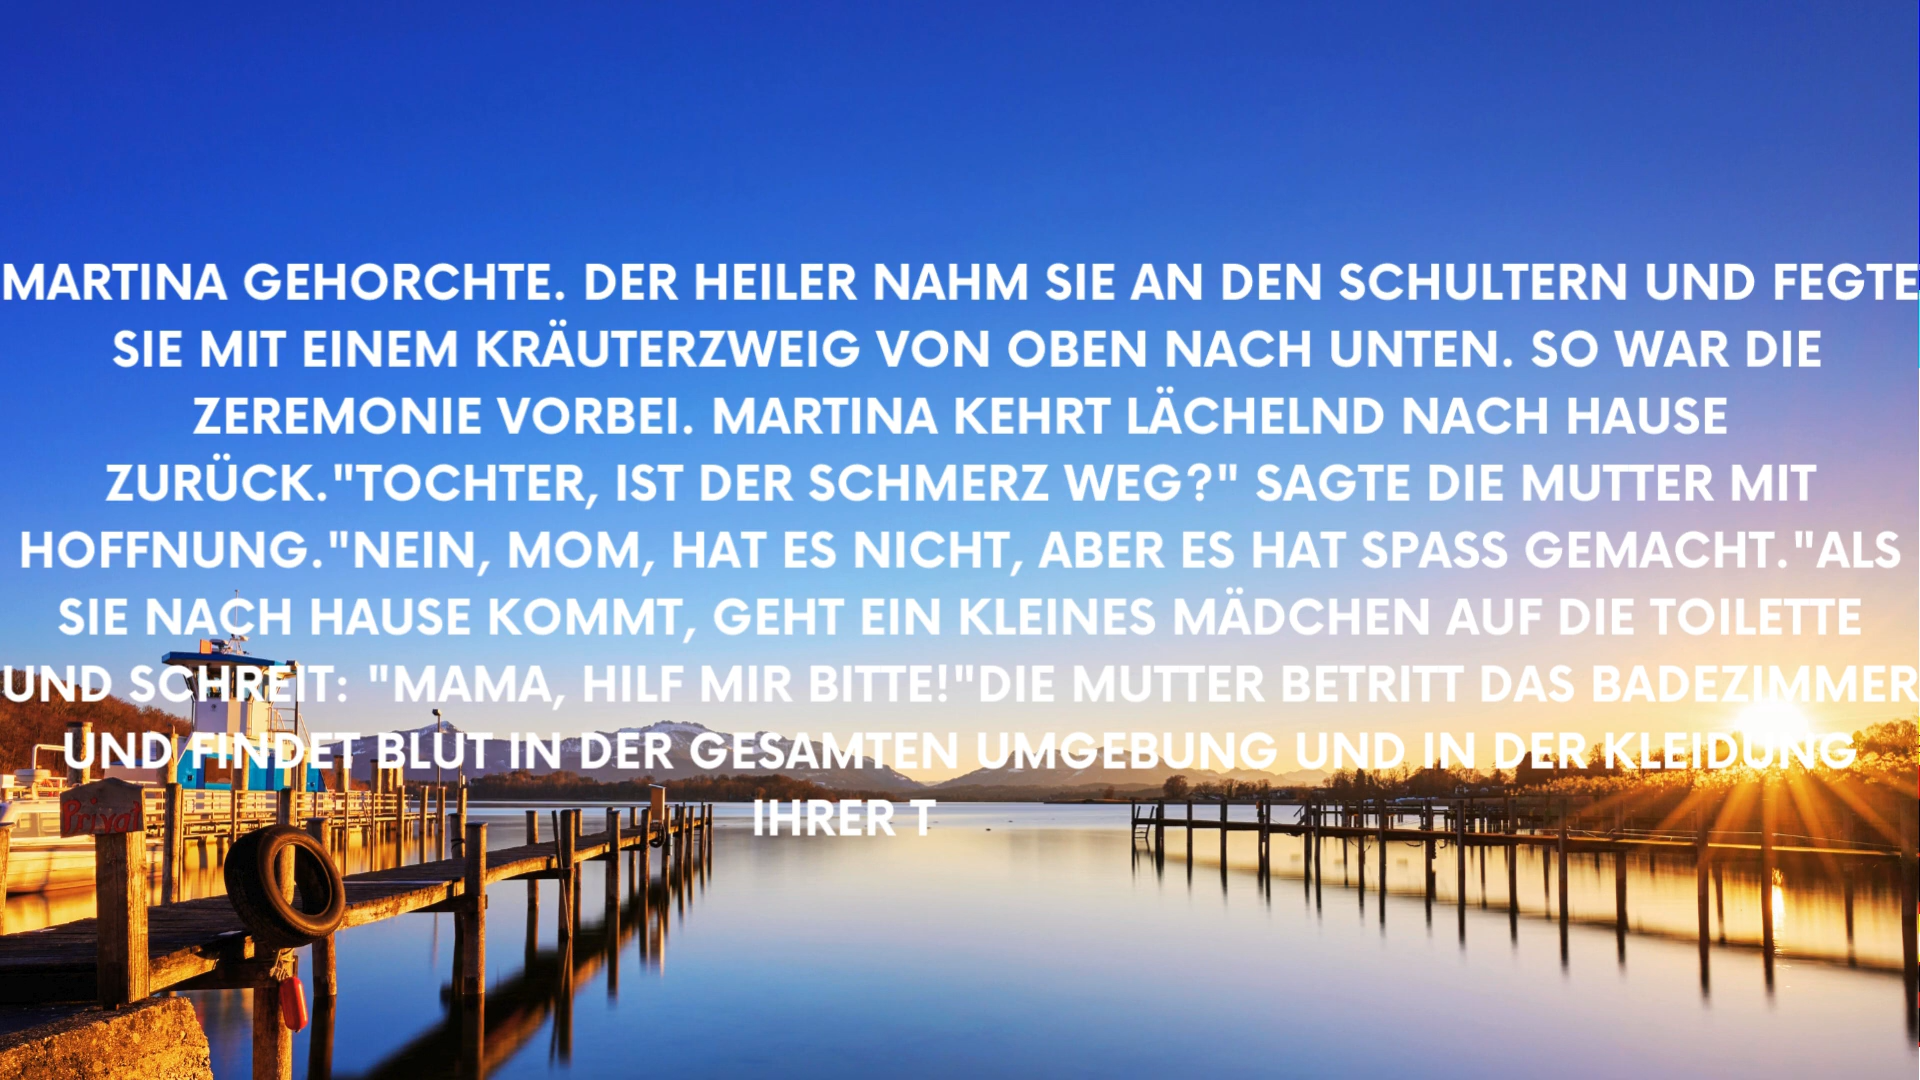 MARTINA GEHORCHTE. DER HEILER NAHM SIE AN DEN SCHULTERN UND FEGTE
SIE MIT EINEM KRÄUTERZWEIG VON OBEN NACH UNTEN. SO WAR DIE
ZEREMONIE VORBEI. MARTINA KEHRT LÄCHELND NACH HAUSE
ZURÜCK."TOCHTER, IST DER SCHMERZ WEG?" SAGTE DIE MUTTER MIT
HOFFNUNG."NEIN, MOM, HAT ES NICHT, ABER ES HAT SPASS GEMACHT."ALS
SIE NACH HAUSE KOMMT, GEHT EIN KLEINES MÄDCHEN AUF DIE TOILETTE
UND SCHREIT: "MAMA, HILF MIR BITTE!"DIE MUTTER BETRITT DAS BADEZIMMER
UND FINDET BLUT IN DER GESAMTEN UMGEBUNG UND IN DER KLEIDUNG
IHRER T
Privat